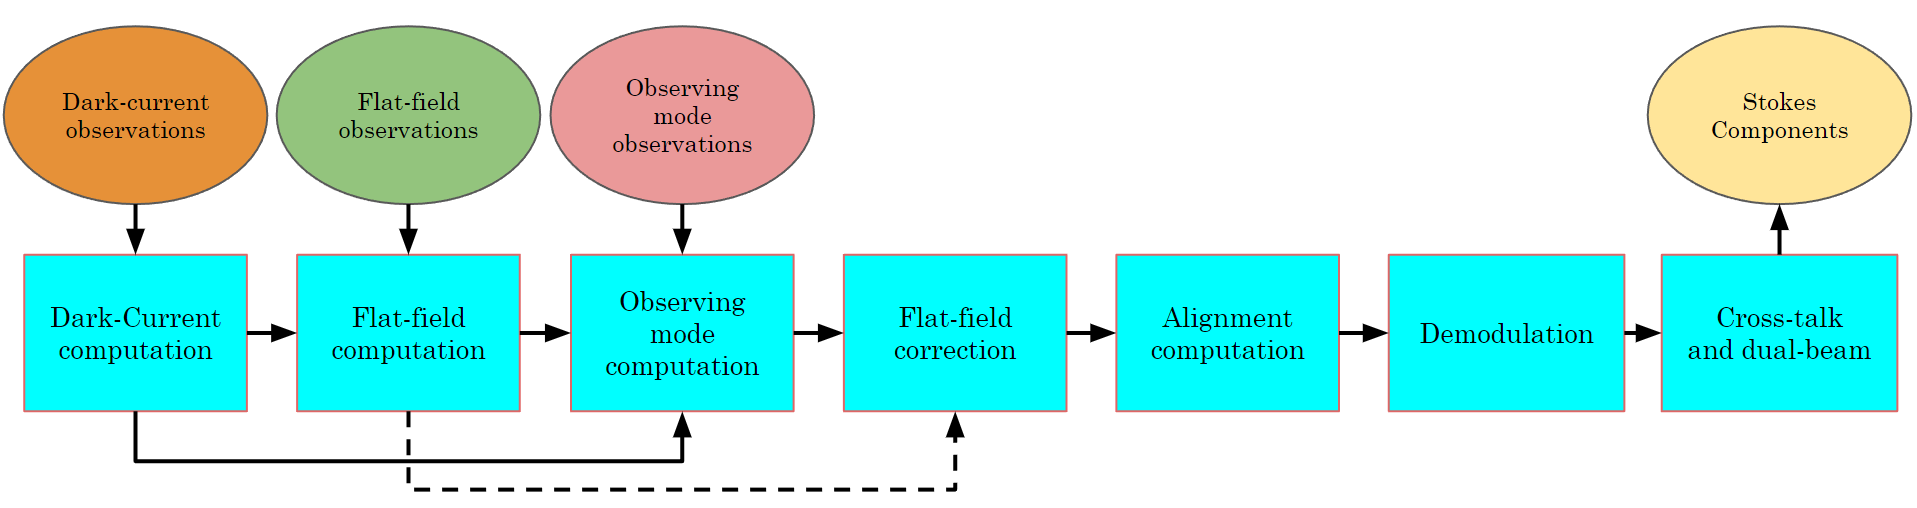 Dark-current
observations
Flat-field
observations
Observing
mode
observations
Stokes
Components
Dark-Current
computation
Flat-field
computation
Observing
mode
computation
Flat-field
correction
Alignment
computation
Demodulation
Cross-talk
and dual-beam